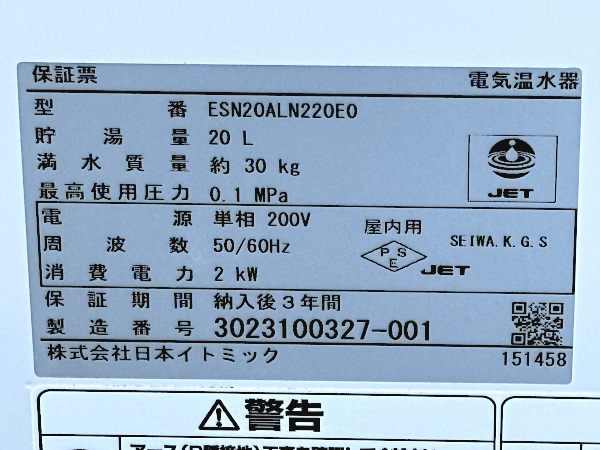 保証票 電気温水器
型番 ESN20ALN220E0
貯湯量 20 L
満水質量 約 30 kg
最高使用圧力 0.1 MPa
JET
電源 単相 200V
周波数 50/60Hz
消費電力 2 kW
屋内用
PSE JET
SEIWA.K.G.S
保証期間 納入後3年間
製造番号 3023100327-001
株式会社日本イトミック 151458
警告